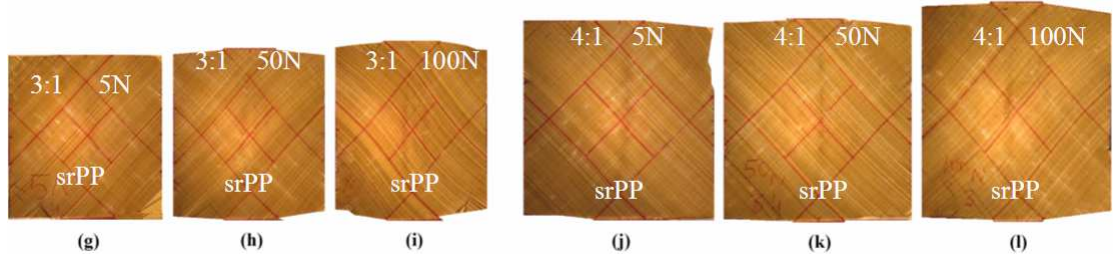 3:1 5N
srPP
(g)
3:1 50N
srPP
(h)
3:1 100N
srPP
(i)
4:1 5N
srPP
(j)
4:1 50N
srPP
(k)
4:1 100N
srPP
(l)